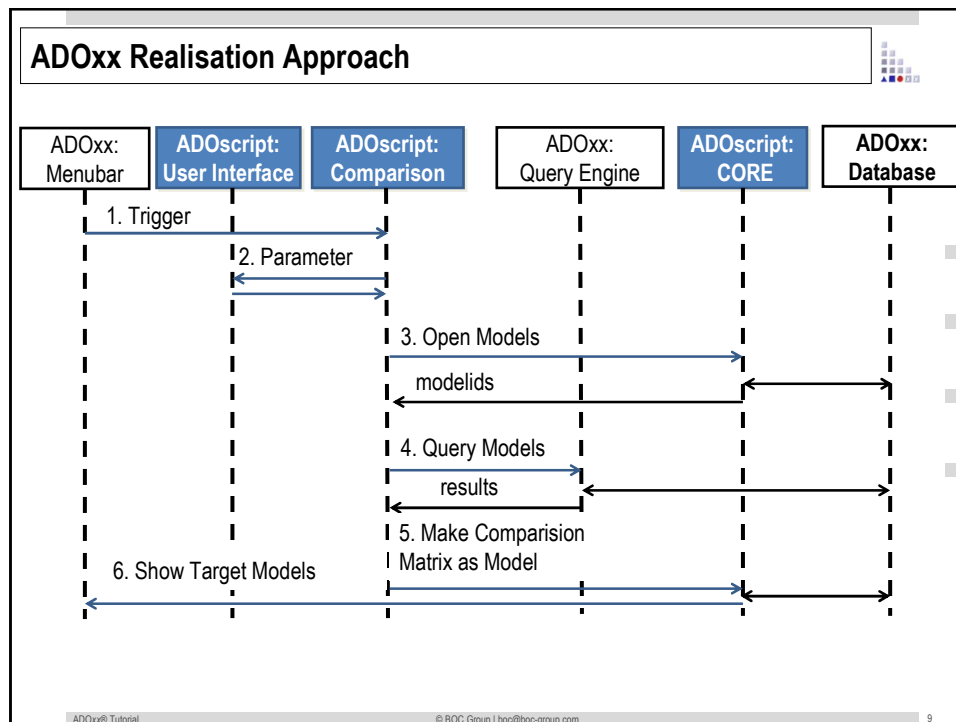 ADOxx Realisation Approach
ADOxx:
Menubar
ADOscript:
User Interface
ADOscript:
Comparison
ADOxx:
Query Engine
ADOscript:
CORE
ADOxx:
Database
1. Trigger
2. Parameter
3. Open Models
modelids
4. Query Models
results
5. Make Comparision
Matrix as Model
6. Show Target Models
ADOxx® Tutorial
© BOC Group | boc@boc-group.com
9